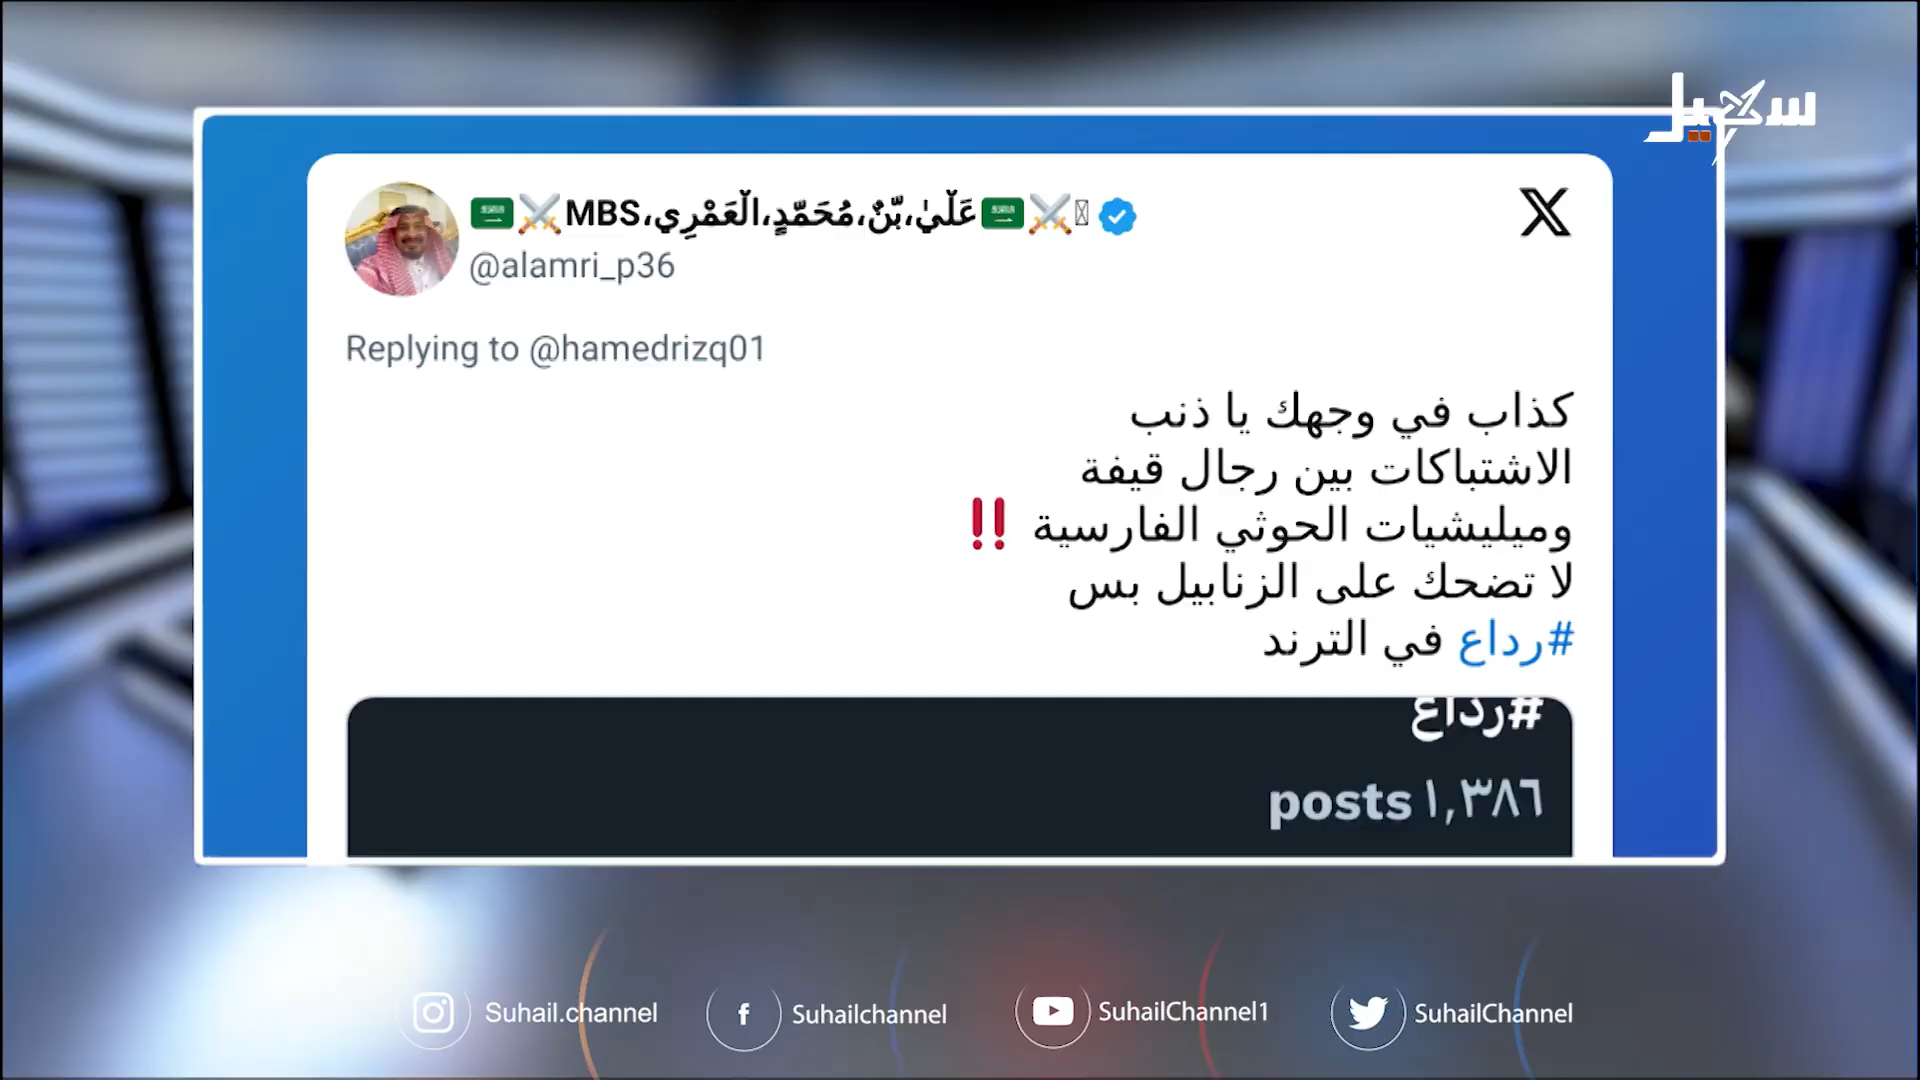 سهيل
🇸🇦⚔️عَلْيٰ،بّنْ،مُحَمّدٍ،الْعَمْرِي،MBS🇸🇦⚔️
@alamri_p36
Replying to @hamedrizq01
كذاب في وجهك يا ذنب
الاشتباكات بين رجال قيفة
وميليشيات الحوثي الفارسية ‼️
لا تضحك على الزنابيل بس
#رداع في الترند
#رداع
١,٣٨٦ posts
Suhail.channel
Suhailchannel
SuhailChannel1
SuhailChannel